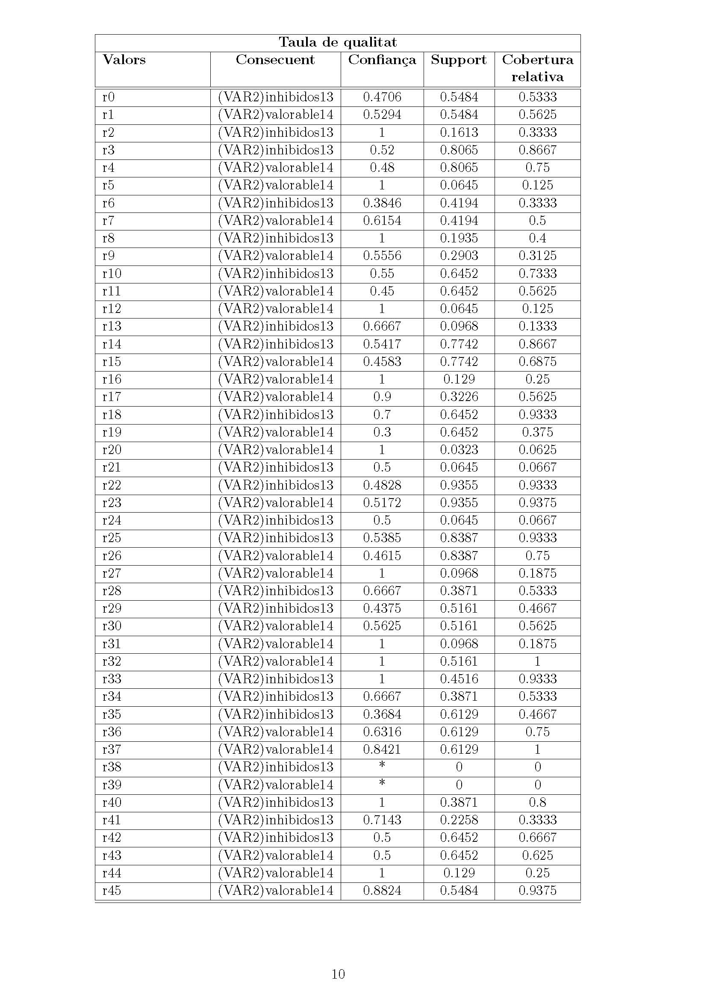 Taula de qualitat
Valors Consecuent Confiança Support Cobertura
relativa
r0 (VAR2)inhibidos13 0.4706 0.5484 0.5333
r1 (VAR2)valorable14 0.5294 0.5484 0.5625
r2 (VAR2)inhibidos13 1 0.1613 0.3333
r3 (VAR2)inhibidos13 0.52 0.8065 0.8667
r4 (VAR2)valorable14 0.48 0.8065 0.75
r5 (VAR2)valorable14 1 0.0645 0.125
r6 (VAR2)inhibidos13 0.3846 0.4194 0.3333
r7 (VAR2)valorable14 0.6154 0.4194 0.5
r8 (VAR2)inhibidos13 1 0.1935 0.4
r9 (VAR2)valorable14 0.5556 0.2903 0.3125
r10 (VAR2)inhibidos13 0.55 0.6452 0.7333
r11 (VAR2)valorable14 0.45 0.6452 0.5625
r12 (VAR2)valorable14 1 0.0645 0.125
r13 (VAR2)inhibidos13 0.6667 0.0968 0.1333
r14 (VAR2)inhibidos13 0.5417 0.7742 0.8667
r15 (VAR2)valorable14 0.4583 0.7742 0.6875
r16 (VAR2)valorable14 1 0.129 0.25
r17 (VAR2)valorable14 0.9 0.3226 0.5625
r18 (VAR2)inhibidos13 0.7 0.6452 0.9333
r19 (VAR2)valorable14 0.3 0.6452 0.375
r20 (VAR2)valorable14 1 0.0323 0.0625
r21 (VAR2)inhibidos13 0.5 0.0645 0.0667
r22 (VAR2)inhibidos13 0.4828 0.9355 0.9333
r23 (VAR2)valorable14 0.5172 0.9355 0.9375
r24 (VAR2)inhibidos13 0.5 0.0645 0.0667
r25 (VAR2)inhibidos13 0.5385 0.8387 0.9333
r26 (VAR2)valorable14 0.4615 0.8387 0.75
r27 (VAR2)valorable14 1 0.0968 0.1875
r28 (VAR2)inhibidos13 0.6667 0.3871 0.5333
r29 (VAR2)inhibidos13 0.4375 0.5161 0.4667
r30 (VAR2)valorable14 0.5625 0.5161 0.5625
r31 (VAR2)valorable14 1 0.0968 0.1875
r32 (VAR2)valorable14 1 0.5161 1
r33 (VAR2)inhibidos13 1 0.4516 0.9333
r34 (VAR2)inhibidos13 0.6667 0.3871 0.5333
r35 (VAR2)inhibidos13 0.3684 0.6129 0.4667
r36 (VAR2)valorable14 0.6316 0.6129 0.75
r37 (VAR2)valorable14 0.8421 0.6129 1
r38 (VAR2)inhibidos13 * 0 0
r39 (VAR2)valorable14 * 0 0
r40 (VAR2)inhibidos13 1 0.3871 0.8
r41 (VAR2)inhibidos13 0.7143 0.2258 0.3333
r42 (VAR2)inhibidos13 0.5 0.6452 0.6667
r43 (VAR2)valorable14 0.5 0.6452 0.625
r44 (VAR2)valorable14 1 0.129 0.25
r45 (VAR2)valorable14 0.8824 0.5484 0.9375
10